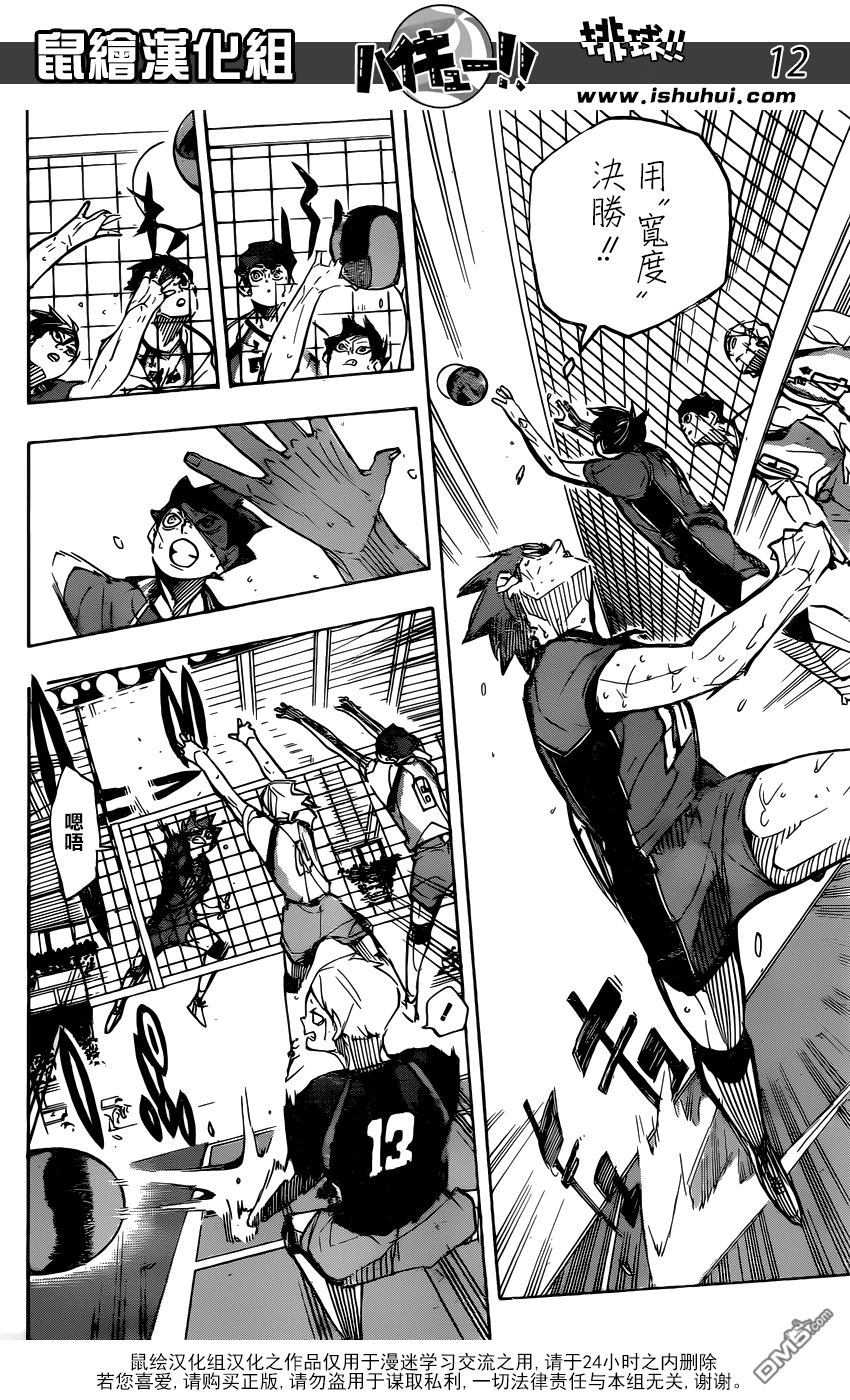 鼠繪漢化組
ハイキュー!!
排球!!
12
www.ishuhui.com
用"寬度"
決勝!!
嗯唔
!
13
鼠绘汉化组汉化之作品仅用于漫迷学习交流之用,请于24小时之内删除
若您喜爱,请购买正版,请勿盗用于谋取私利,一切法律责任与本组无关,谢谢。
DM5.com